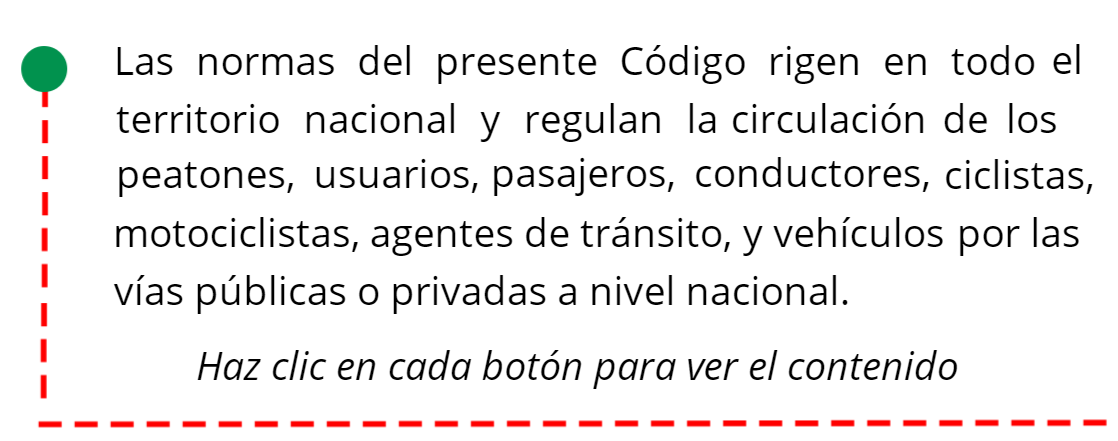 Las normas del presente Código rigen en todo el
territorio nacional y regulan la circulación de los
peatones, usuarios, pasajeros, conductores, ciclistas,
motociclistas, agentes de tránsito, y vehículos por las
vías públicas o privadas a nivel nacional.
Haz clic en cada botón para ver el contenido